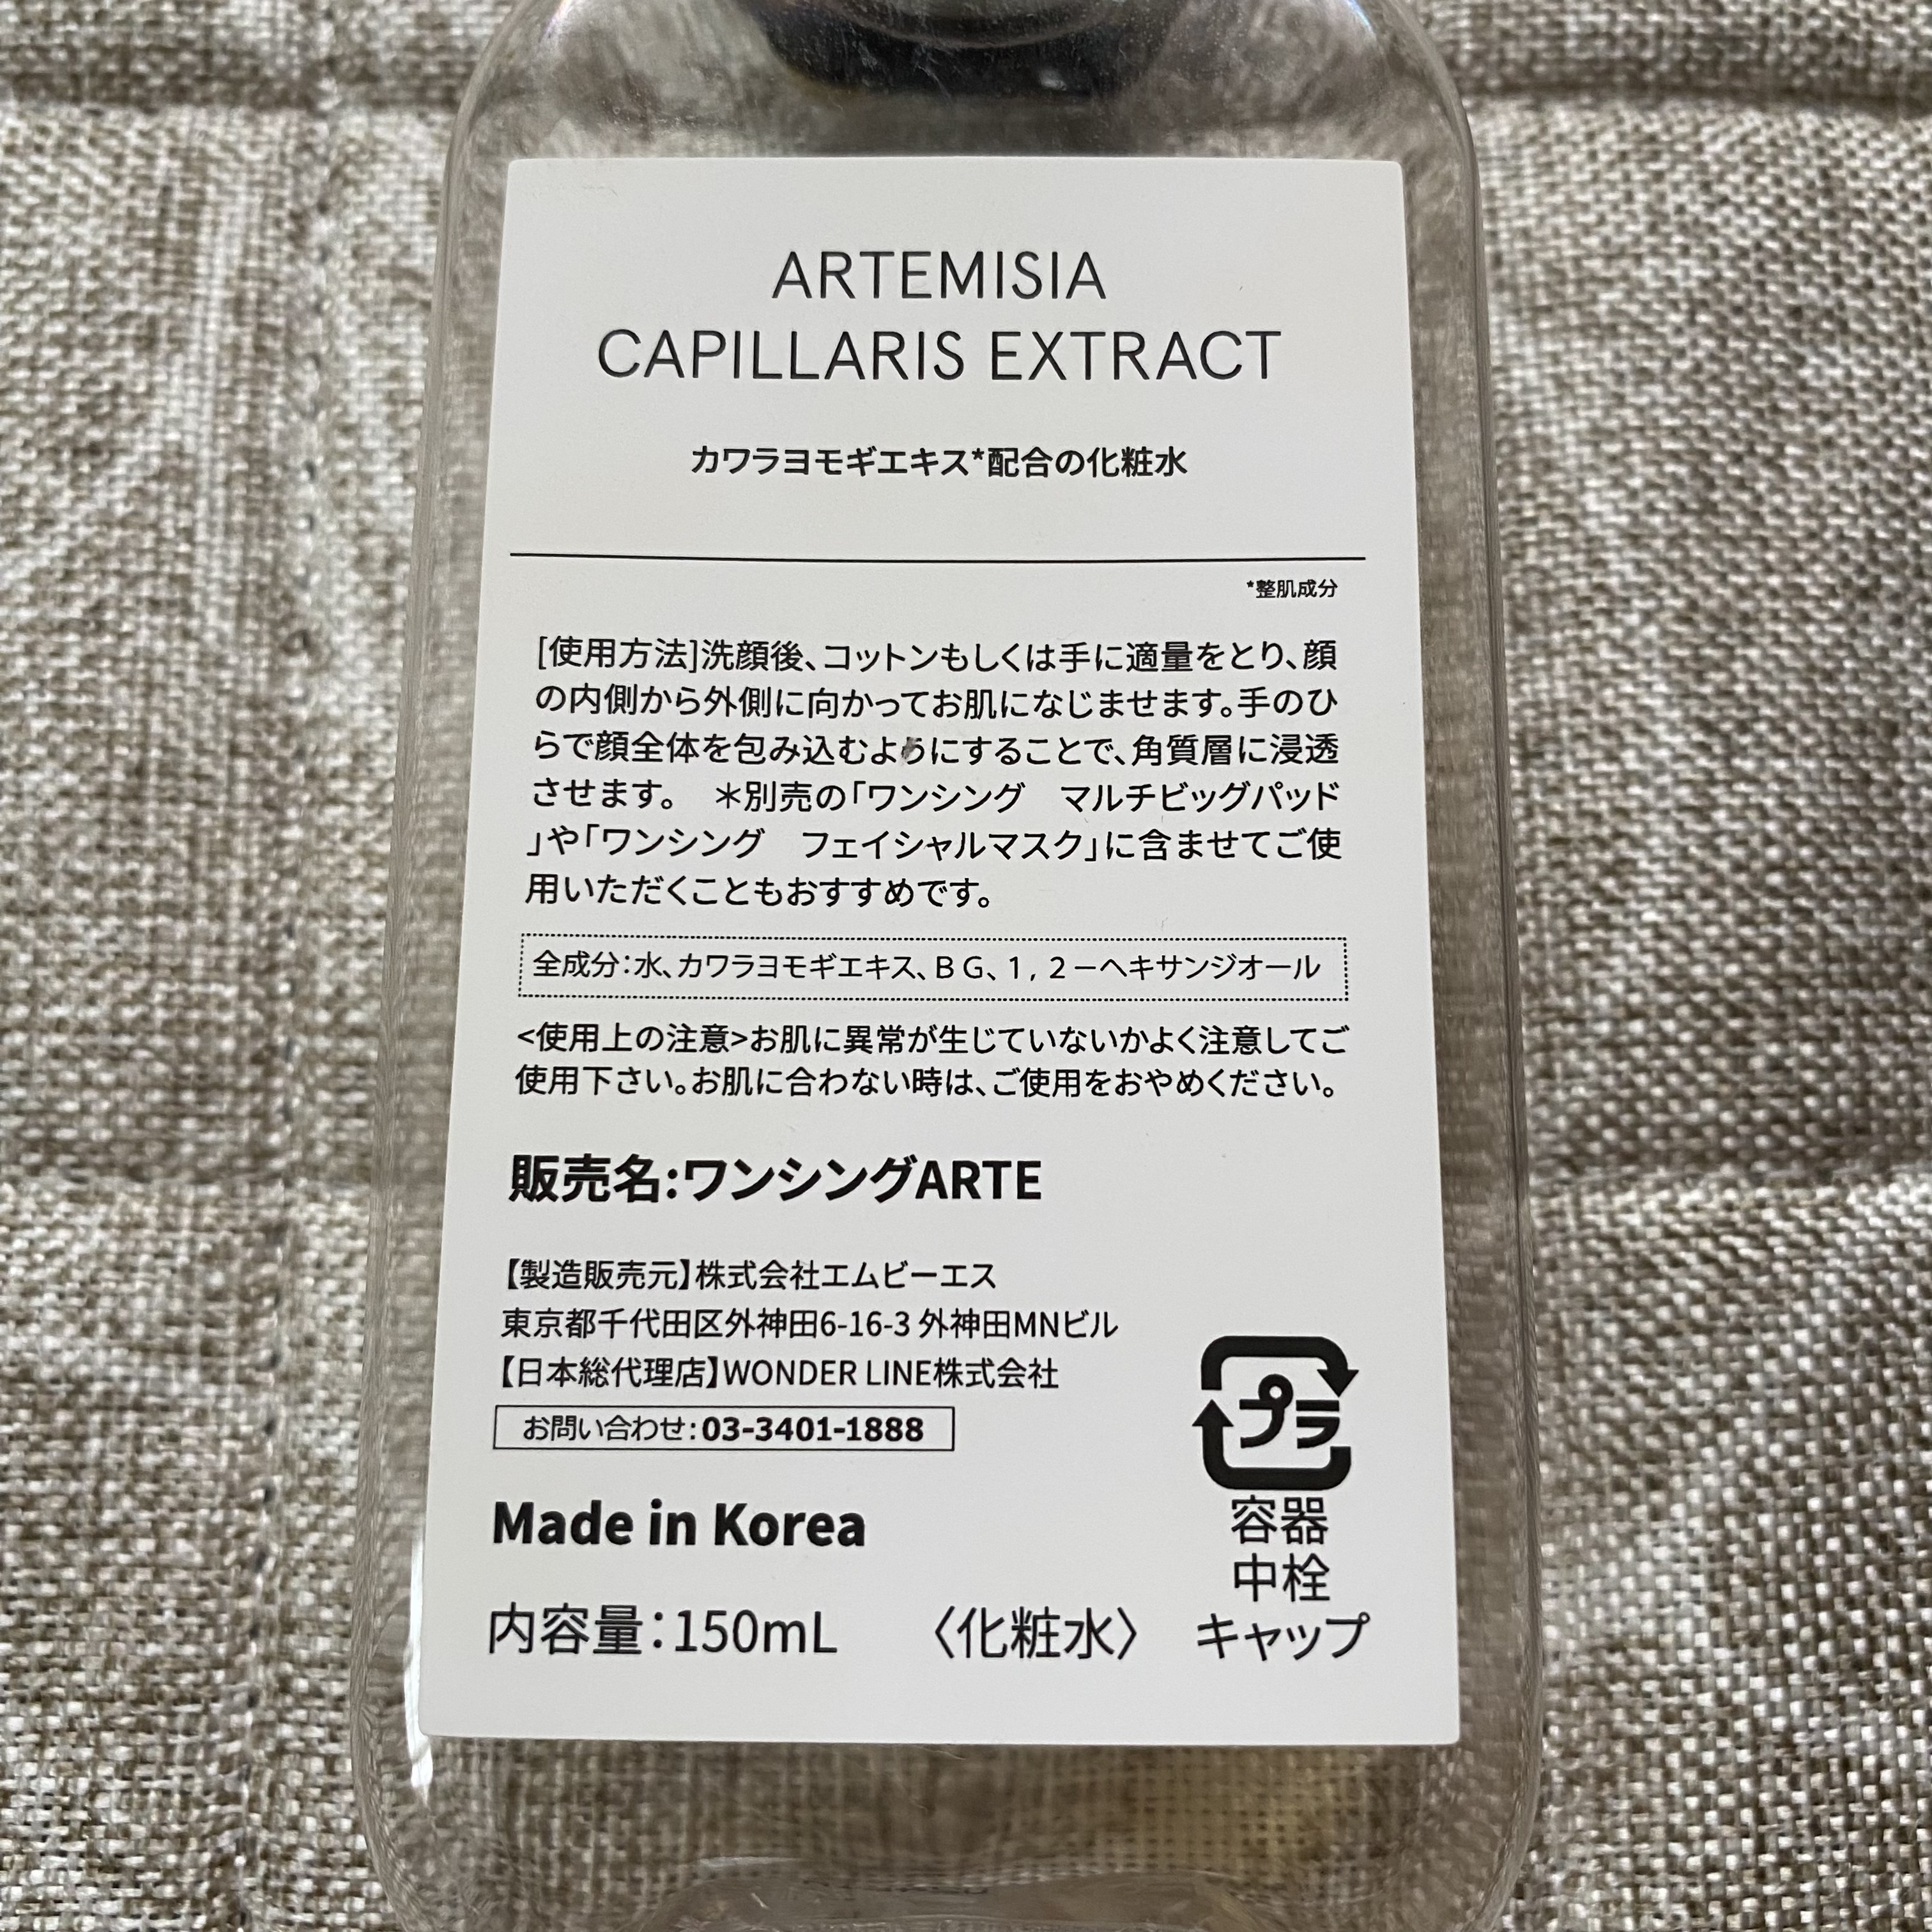 ARTEMISIA
CAPILLARIS EXTRACT
カワラヨモギエキス*配合の化粧水
*整肌成分
[使用方法]洗顔後、コットンもしくは手に適量をとり、顔
の内側から外側に向かってお肌になじませます。手のひ
らで顔全体を包み込むようにすることで、角質層に浸透
させます。　＊別売の「ワンシング　マルチビッグパッド
」や「ワンシング　フェイシャルマスク」に含ませてご使
用いただくこともおすすめです。
全成分：水、カワラヨモギエキス、ＢＧ、１，２－ヘキサンジオール
<使用上の注意>お肌に異常が生じていないかよく注意してご
使用下さい。お肌に合わない時は、ご使用をおやめください。
販売名：ワンシングARTE
【製造販売元】株式会社エムビーエス
東京都千代田区外神田6-16-3 外神田MNビル
【日本総代理店】WONDER LINE株式会社
お問い合わせ：03-3401-1888
プラ
容器
中栓
キャップ
Made in Korea
内容量：150mL　〈化粧水〉